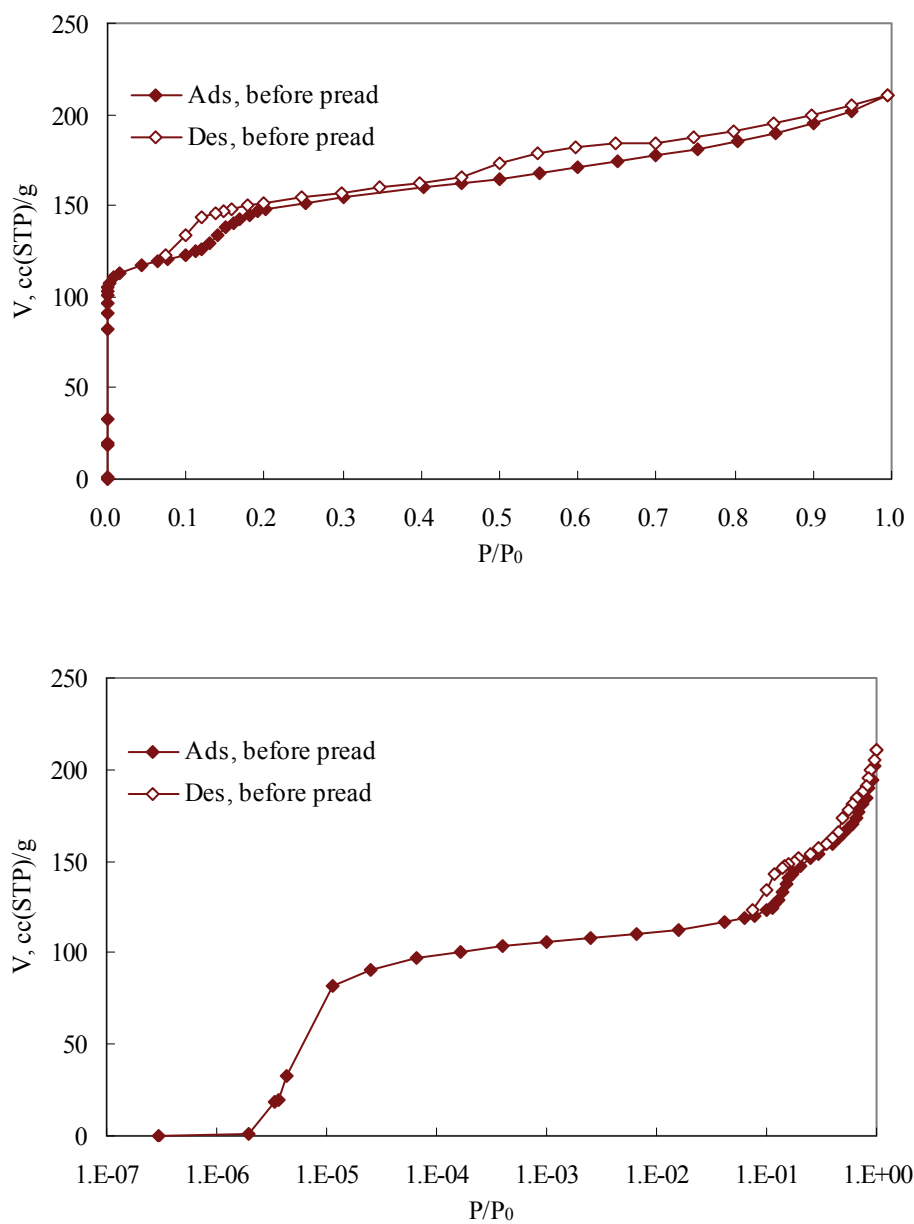 250
200
150
100
50
0
V, cc(STP)/g
Ads, before pread
Des, before pread
0.0 0.1 0.2 0.3 0.4 0.5 0.6 0.7 0.8 0.9 1.0
P/P0
250
200
150
100
50
0
V, cc(STP)/g
Ads, before pread
Des, before pread
1.E-07 1.E-06 1.E-05 1.E-04 1.E-03 1.E-02 1.E-01 1.E+00
P/P0